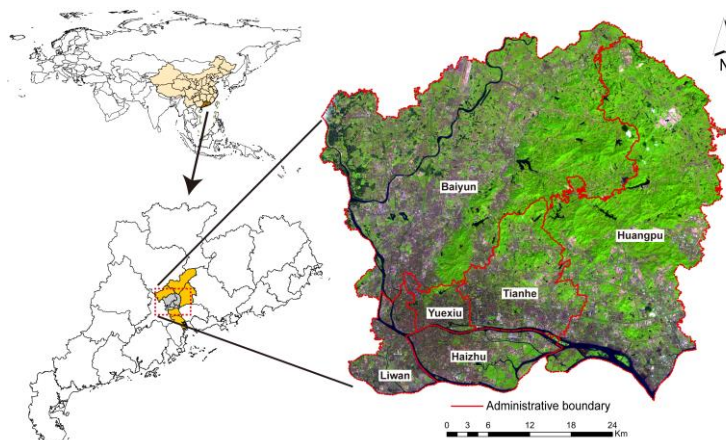 N
Baiyun
Huangpu
Tianhe
Yuexiu
Haizhu
Liwan
Administrative boundary
0 3 6 12 18 24
Km